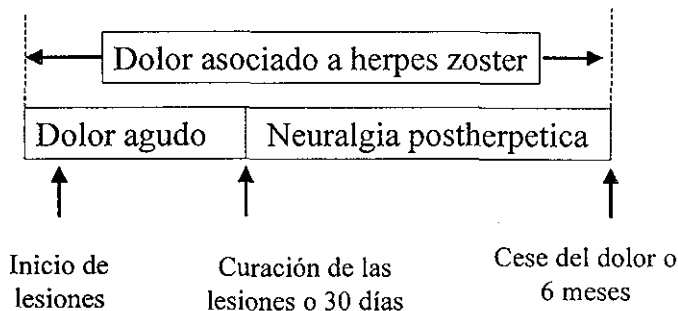 Dolor asociado a herpes zoster
Dolor agudo
Neuralgia postherpetica
Inicio de
lesiones
Curación de las
lesiones o 30 días
Cese del dolor o
6 meses